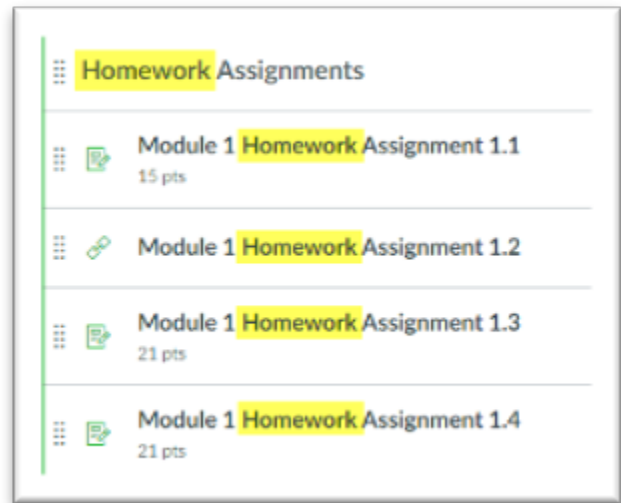 Homework Assignments
Module 1 Homework Assignment 1.1
15 pts
Module 1 Homework Assignment 1.2
Module 1 Homework Assignment 1.3
21 pts
Module 1 Homework Assignment 1.4
21 pts